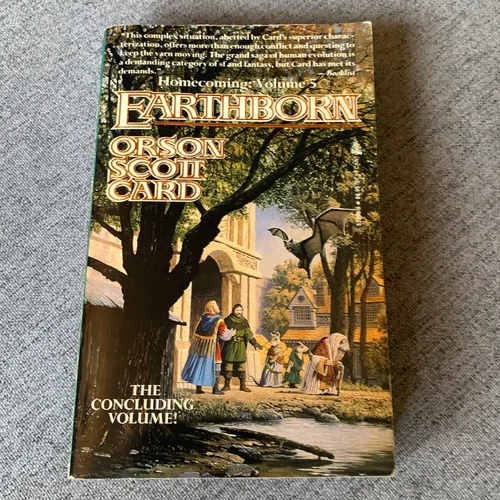 "This complex situation, abetted by Card's superior charac-
terization, offers more than enough conflict and questing to
keep the yarn moving. The grand saga of human evolution is
a demanding category of sf and fantasy, but Card has met its
demands."
—Booklist
Homecoming: Volume 5
EARTHBORN
ORSON
SCOTT
CARD
THE
CONCLUDING
VOLUME!